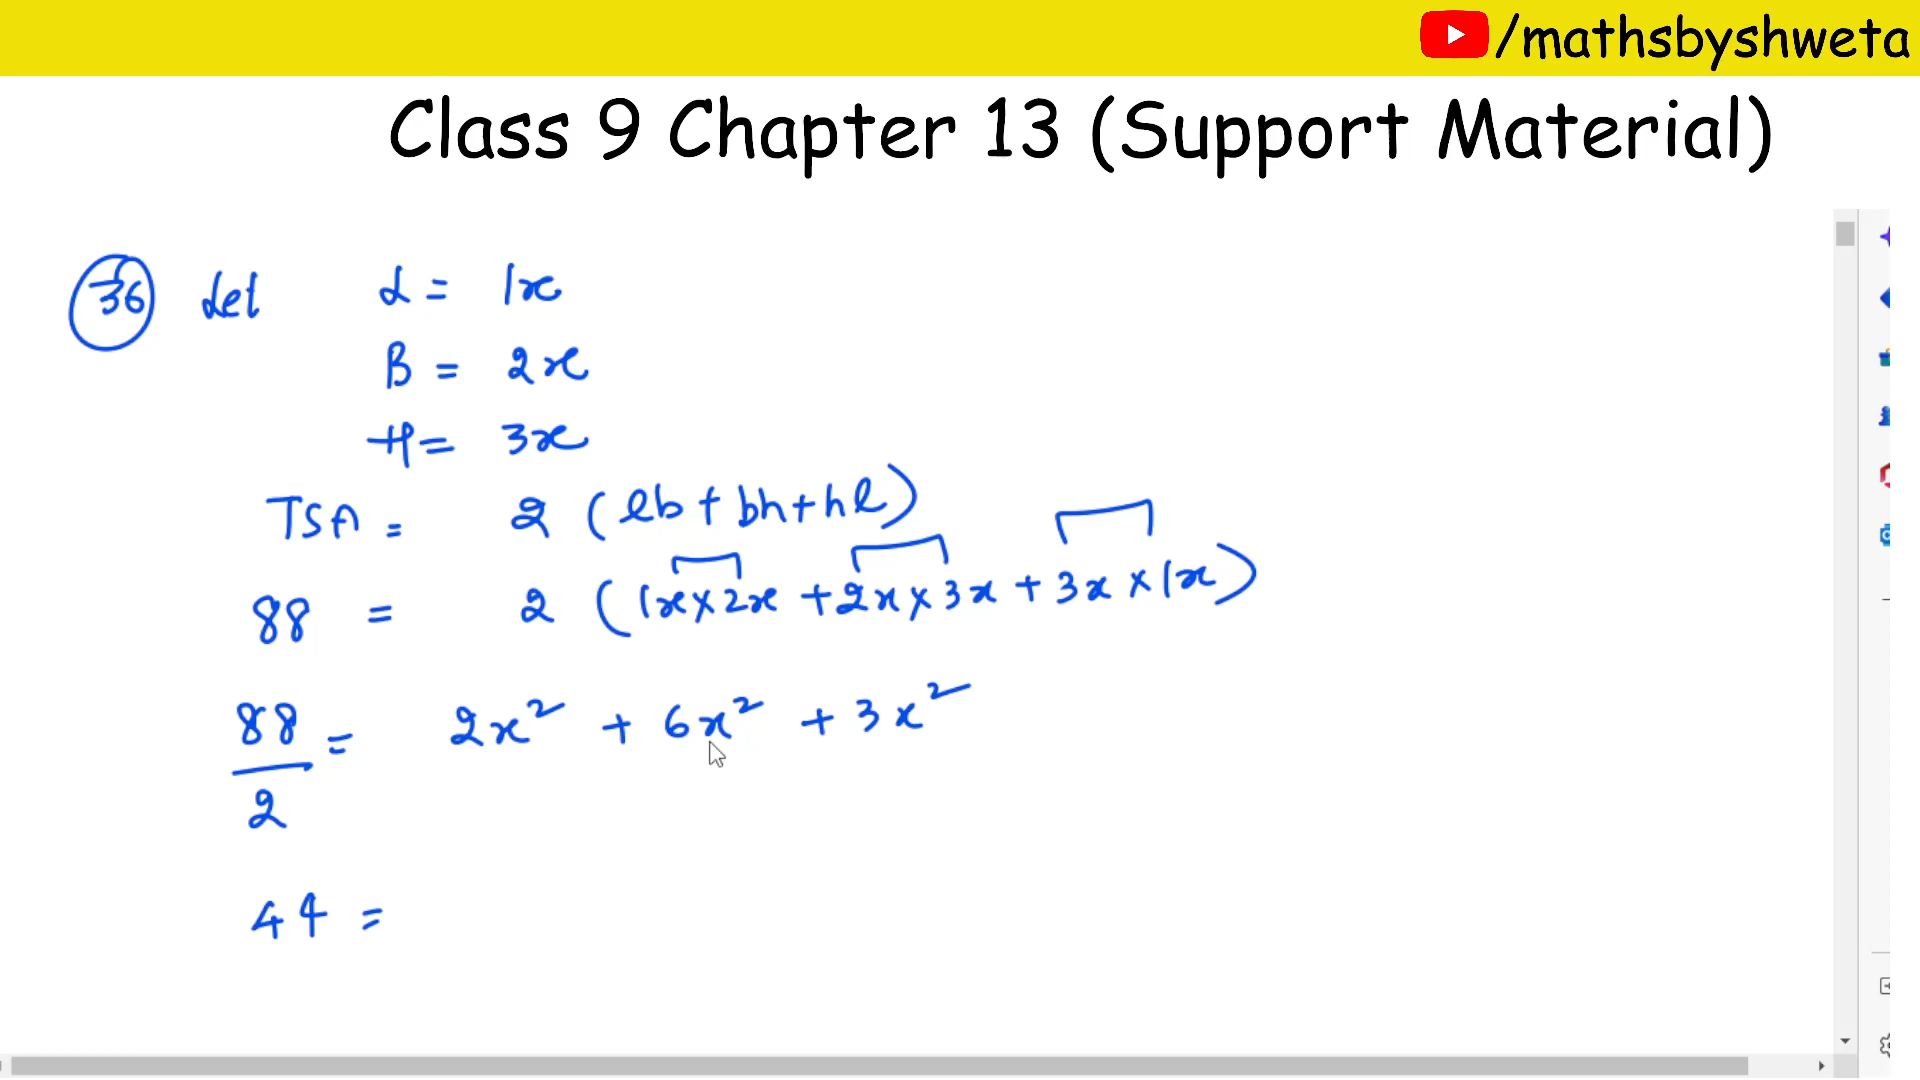 /mathsbyshweta
Class 9 Chapter 13 (Support Material)
36 Let L = 1x
B = 2x
H = 3x
TSA = 2 (lb + bh + hl)
88 = 2 (1x × 2x + 2x × 3x + 3x × 1x)
88/2 = 2x² + 6x² + 3x²
44 =